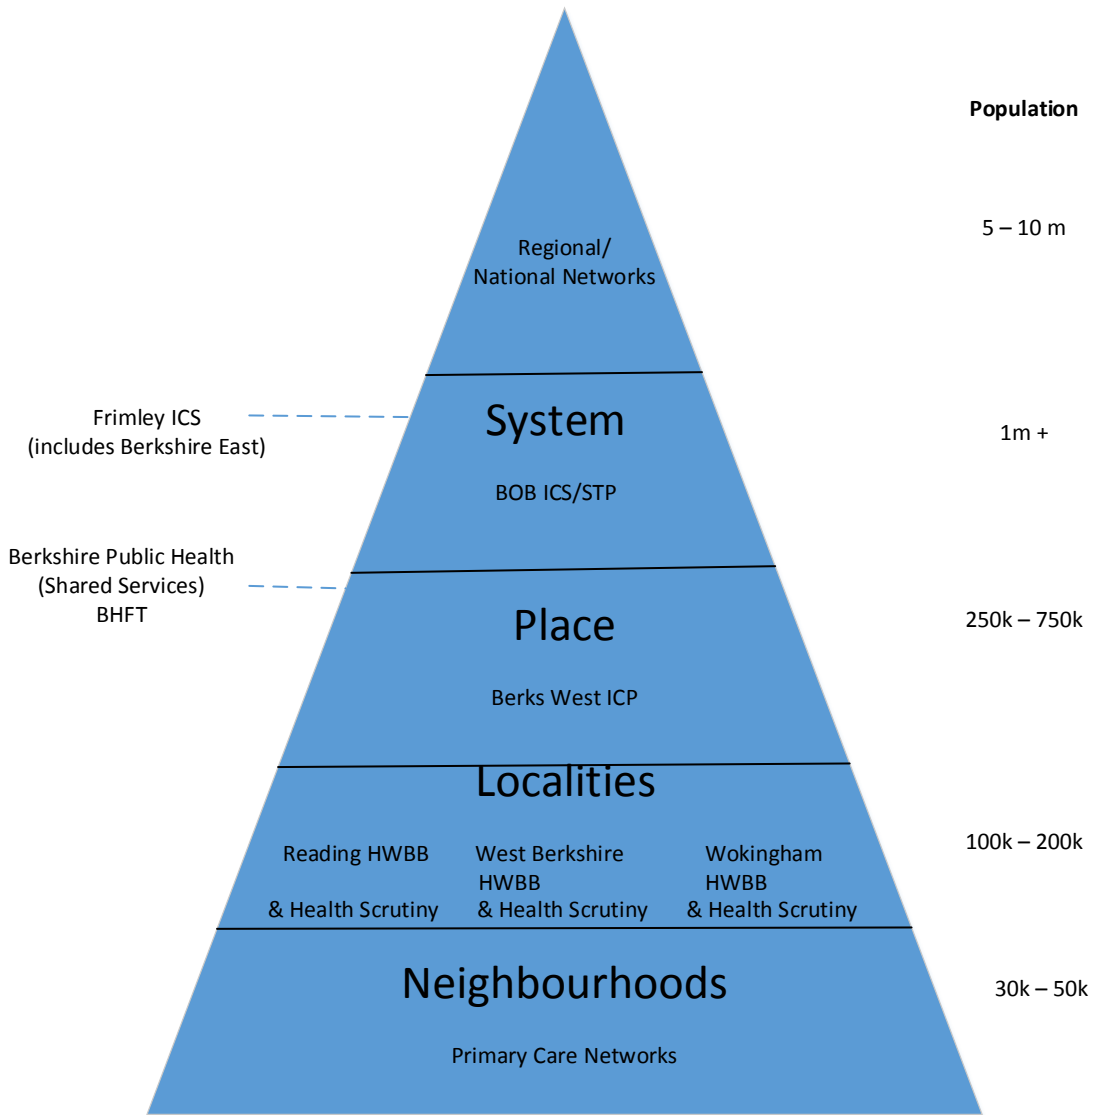 Population
5 – 10 m
Regional/
National Networks
Frimley ICS
(includes Berkshire East)
System
1m +
BOB ICS/STP
Berkshire Public Health
(Shared Services)
BHFT
Place
250k – 750k
Berks West ICP
Localities
Reading HWBB
& Health Scrutiny
West Berkshire
HWBB
& Health Scrutiny
Wokingham
HWBB
& Health Scrutiny
100k – 200k
Neighbourhoods
30k – 50k
Primary Care Networks